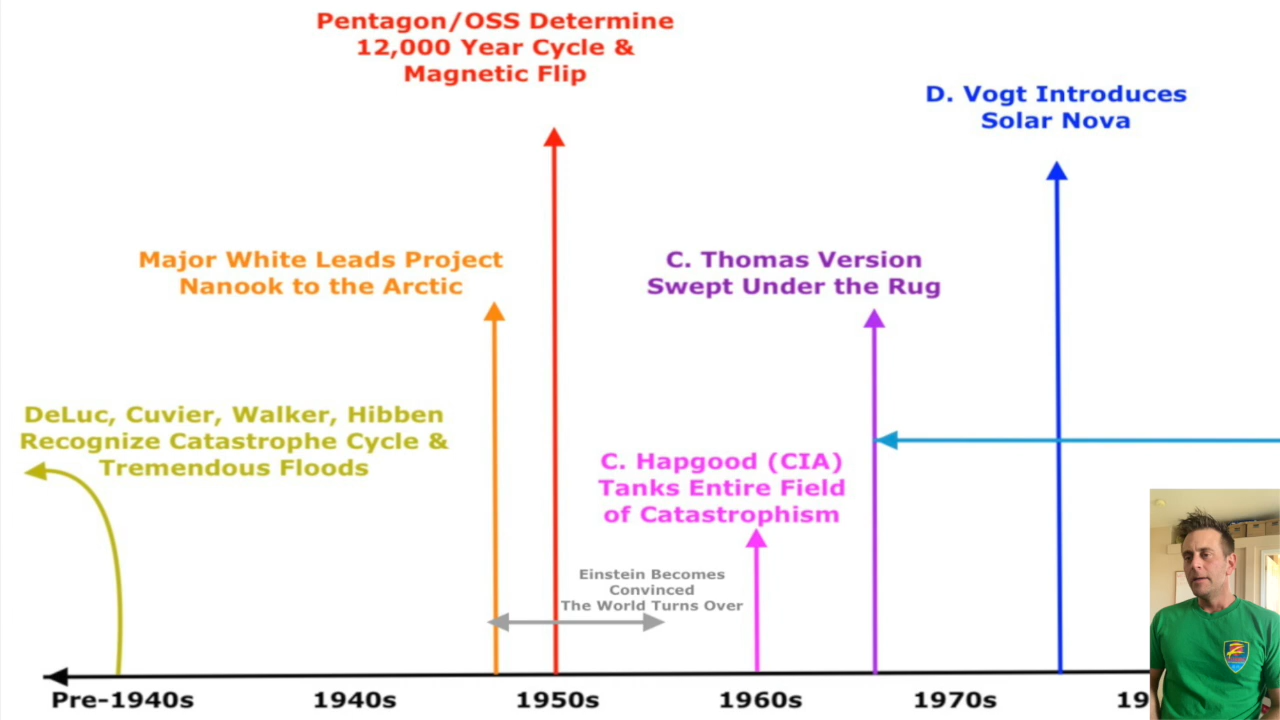 Pentagon/OSS Determine
12,000 Year Cycle &
Magnetic Flip
D. Vogt Introduces
Solar Nova
Major White Leads Project
Nanook to the Arctic
C. Thomas Version
Swept Under the Rug
DeLuc, Cuvier, Walker, Hibben
Recognize Catastrophe Cycle &
Tremendous Floods
C. Hapgood (CIA)
Tanks Entire Field
of Catastrophism
Einstein Becomes
Convinced
The World Turns Over
Pre-1940s 1940s 1950s 1960s 1970s 19